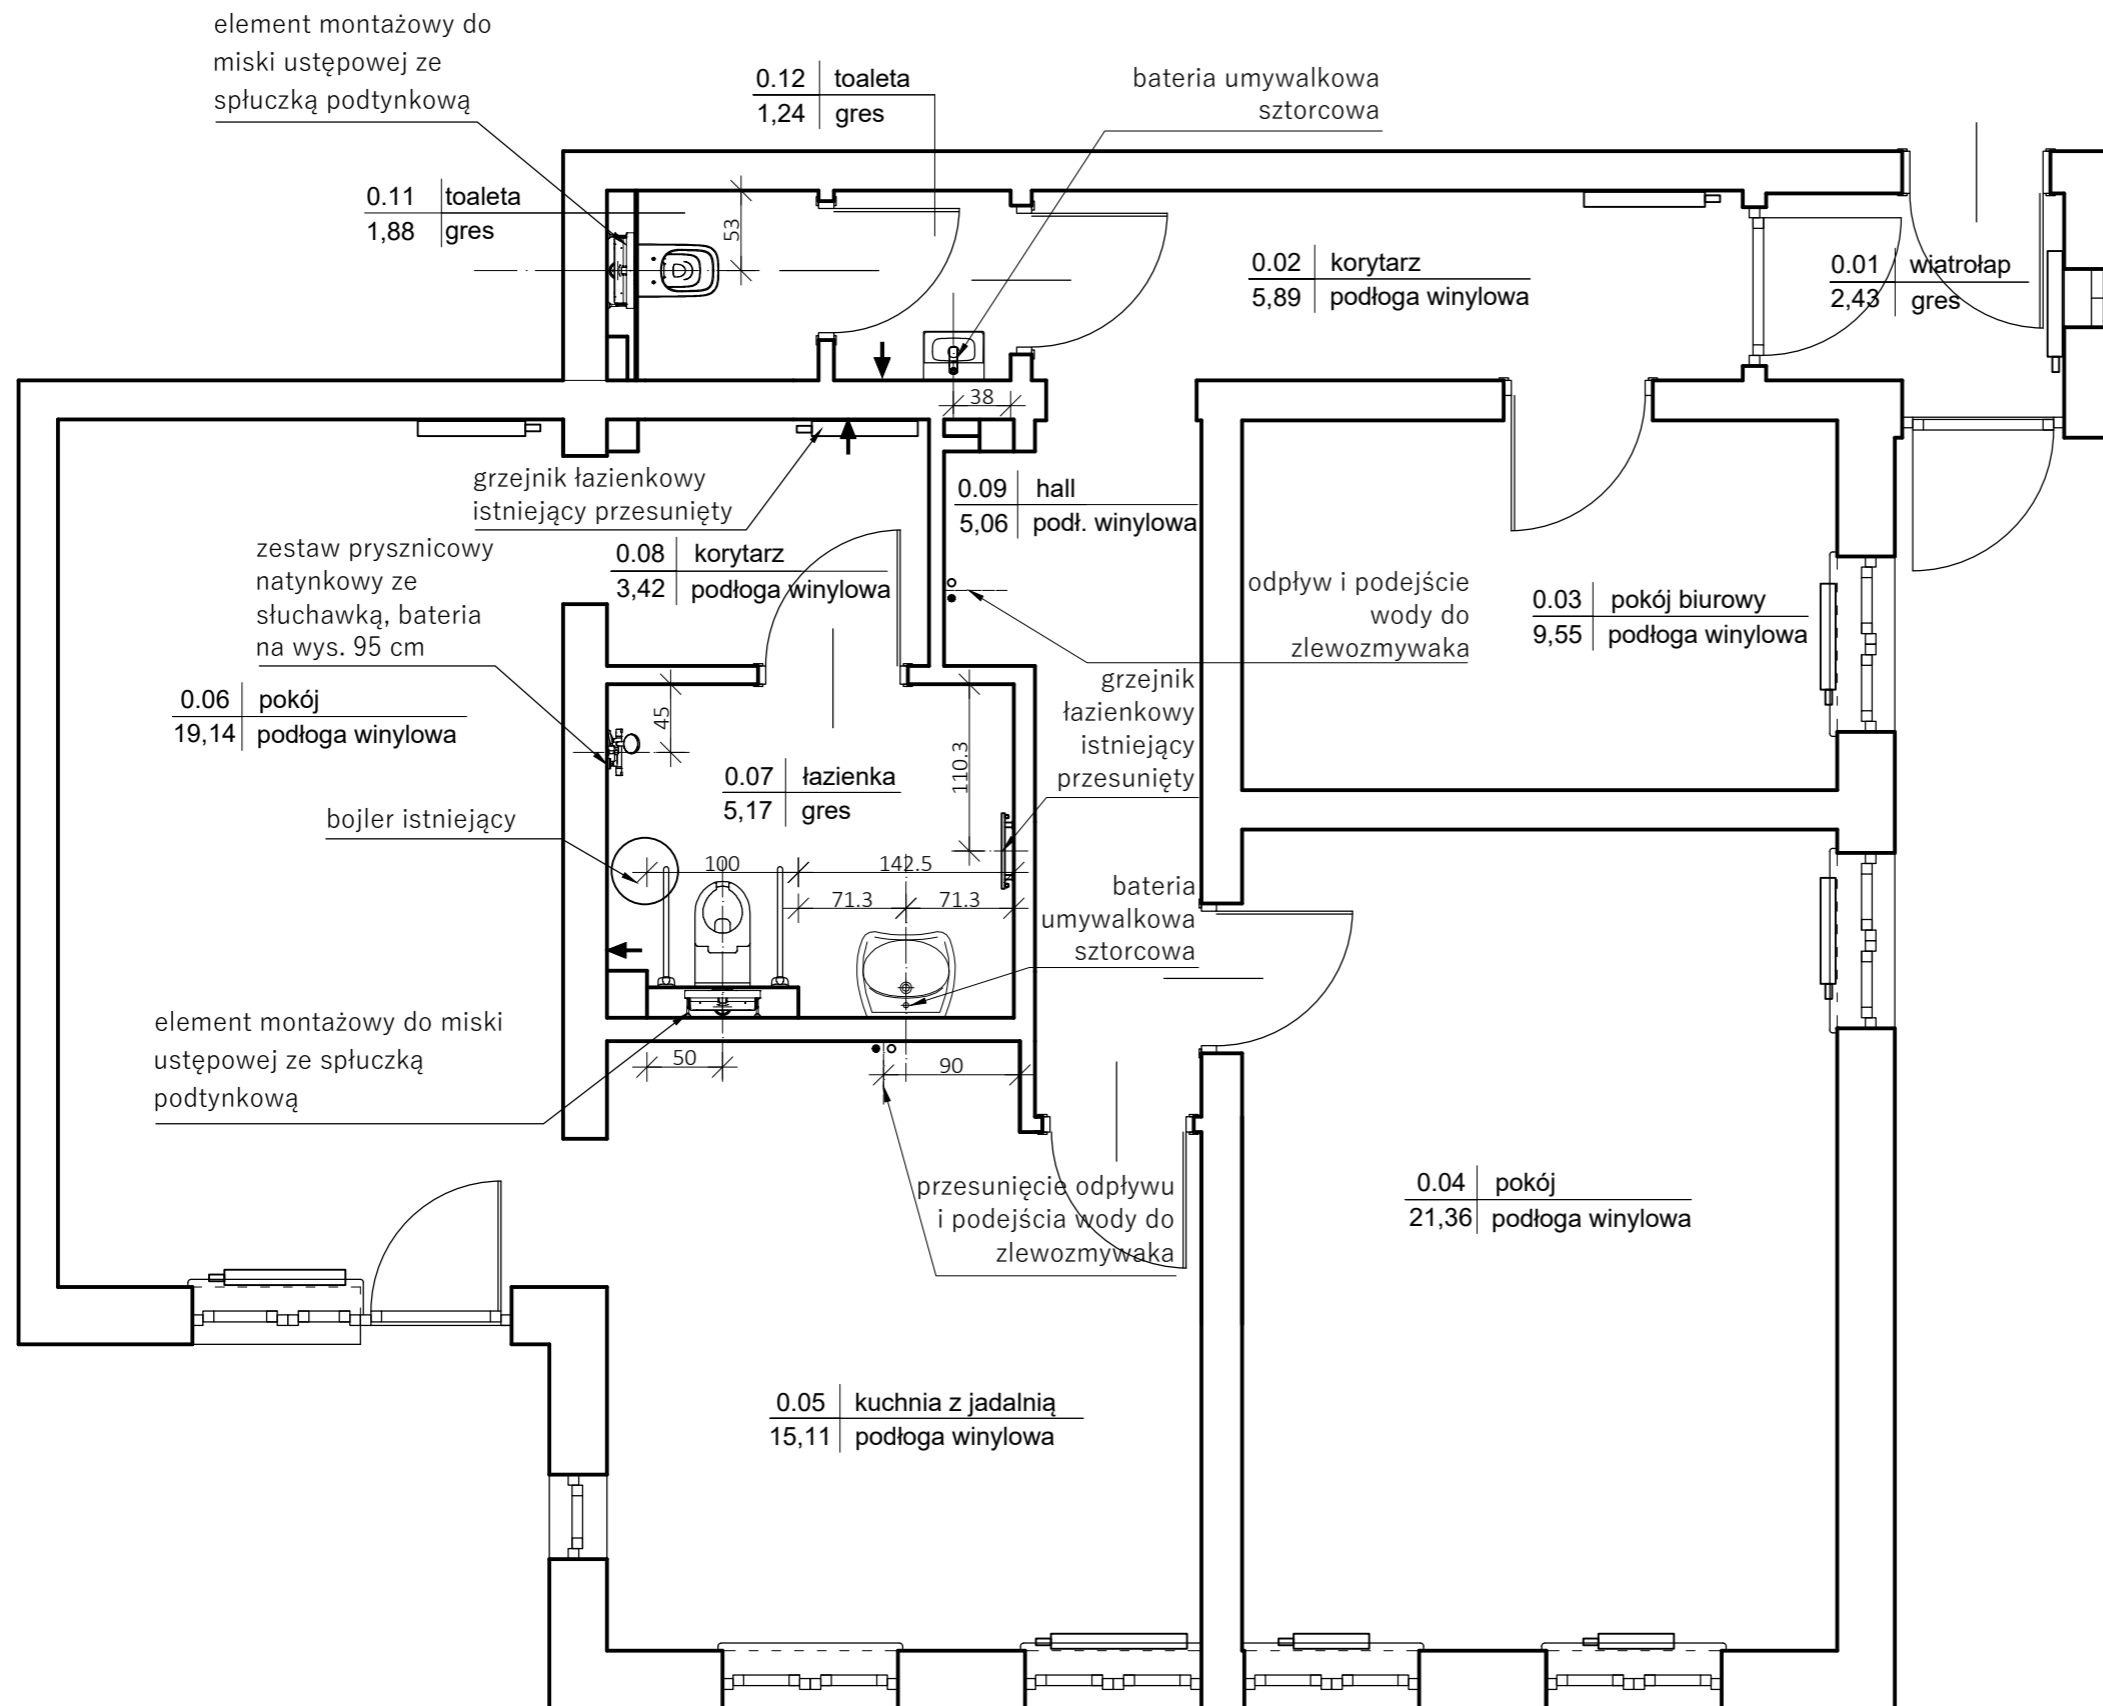 element montażowy do
miski ustępowej ze
spłuczką podtynkową
0.12 toaleta
1,24 gres
bateria umywalkowa
sztorcowa
0.11 toaleta
1,88 gres
53
0.02 korytarz
5,89 podłoga winylowa
0.01 wiatrołap
2,43 gres
38
grzejnik łazienkowy
istniejący przesunięty
0.09 hall
5,06 podł. winylowa
zestaw prysznicowy
natynkowy ze
słuchawką, bateria
na wys. 95 cm
0.08 korytarz
3,42 podłoga winylowa
odpływ i podejście
wody do
zlewozmywaka
0.03 pokój biurowy
9,55 podłoga winylowa
0.06 pokój
19,14 podłoga winylowa
45
110.3
grzejnik
łazienkowy
istniejący
przesunięty
0.07 łazienka
5,17 gres
bojler istniejący
100
142.5
71.3
71.3
bateria
umywalkowa
sztorcowa
element montażowy do miski
ustępowej ze spłuczką
podtynkową
50
90
przesunięcie odpływu
i podejścia wody do
zlewozmywaka
0.04 pokój
21,36 podłoga winylowa
0.05 kuchnia z jadalnią
15,11 podłoga winylowa